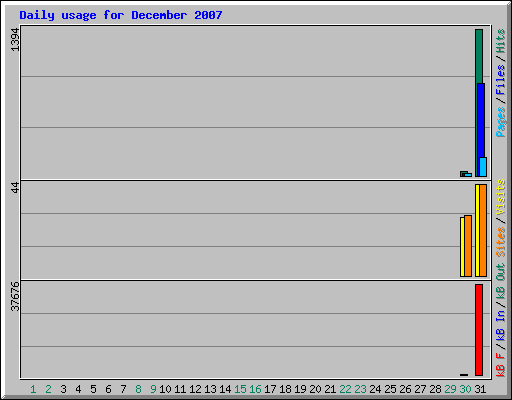 Daily usage for December 2007
1394
Pages/Files/Hits
44
Sites/Visits
37676
kB F/kB In/kB Out
1 2 3 4 5 6 7 8 9 10 11 12 13 14 15 16 17 18 19 20 21 22 23 24 25 26 27 28 29 30 31